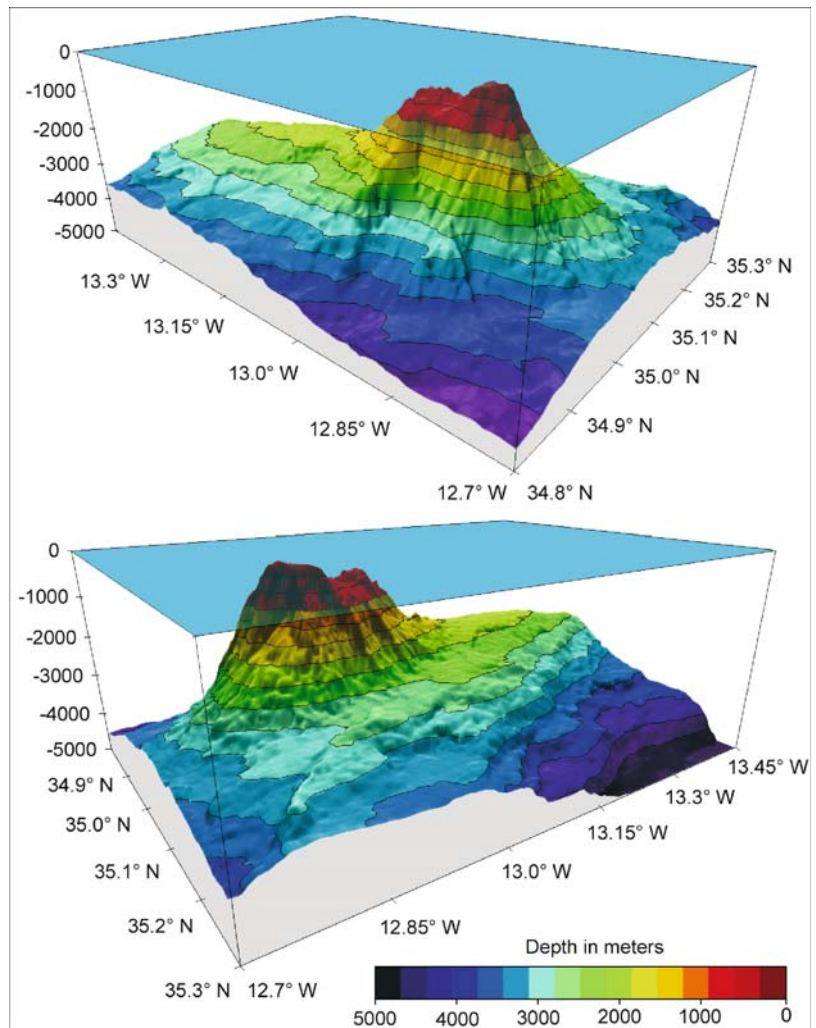 0
-1000
-2000
-3000
-4000
-5000
13.3° W
13.15° W
13.0° W
12.85° W
12.7° W 34.8° N
34.9° N
35.0° N
35.1° N
35.2° N
35.3° N
0
-1000
-2000
-3000
-4000
-5000
34.9° N
35.0° N
35.1° N
35.2° N
35.3° N 12.7° W
12.85° W
13.0° W
13.15° W
13.3° W
13.45° W
Depth in meters
5000 4000 3000 2000 1000 0